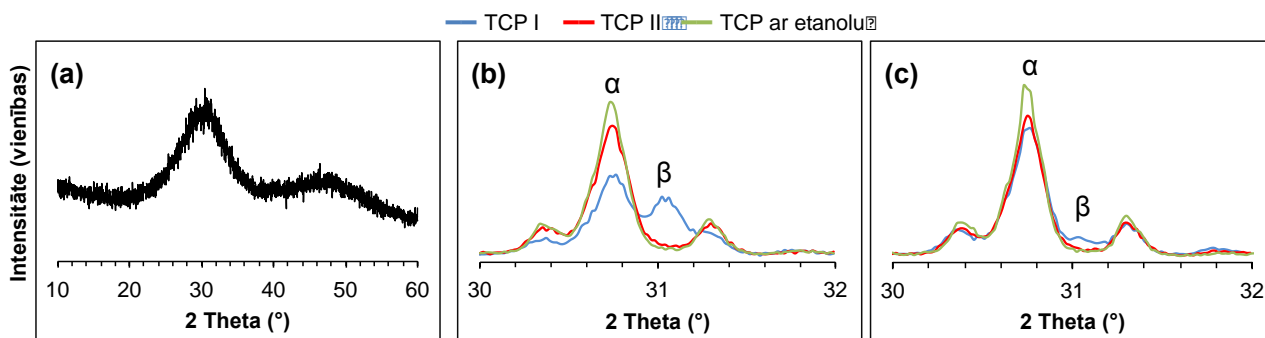 TCP I TCP II TCP ar etanolu
(a) (b) (c)
α α
β β
Intensitāte (vienības)
10 20 30 40 50 60 30 31 32 30 31 32
2 Theta (°) 2 Theta (°) 2 Theta (°)